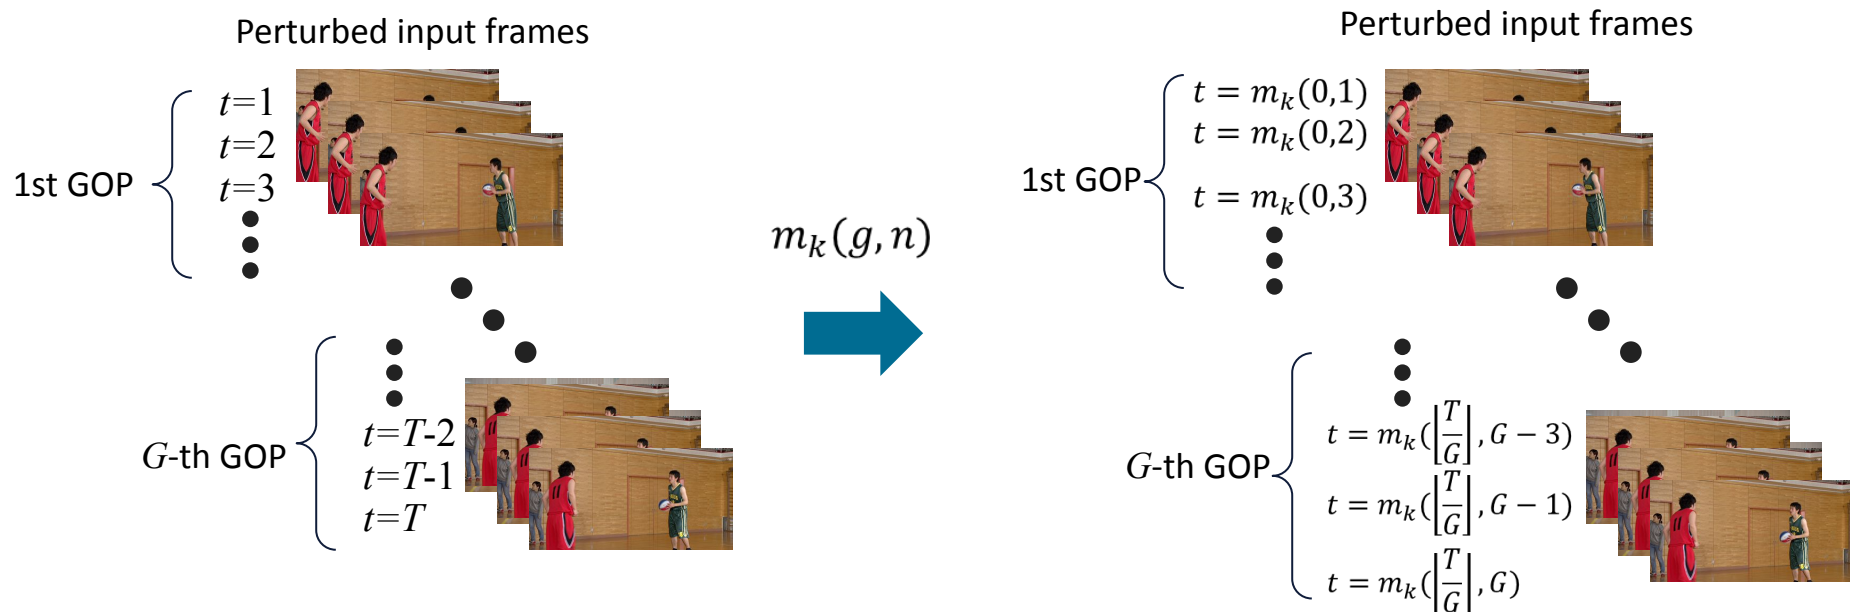 Perturbed input frames
1st GOP
t=1
t=2
t=3
G-th GOP
t=T-2
t=T-1
t=T
m_k(g, n)
Perturbed input frames
1st GOP
t = m_k(0,1)
t = m_k(0,2)
t = m_k(0,3)
G-th GOP
t = m_k(⌊T/G⌋, G − 3)
t = m_k(⌊T/G⌋, G − 1)
t = m_k(⌊T/G⌋, G)